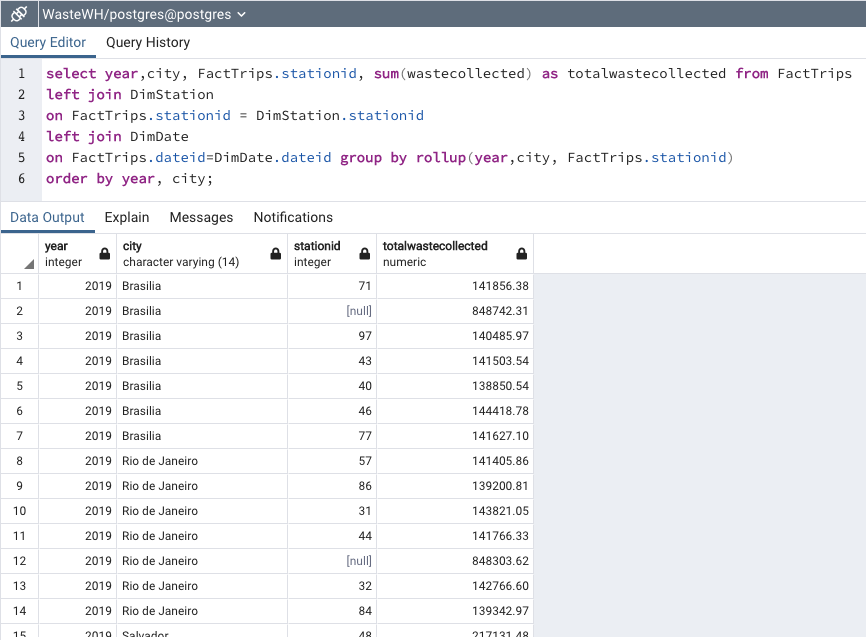 WasteWH/postgres@postgres
Query Editor Query History
1 select year,city, FactTrips.stationid, sum(wastecollected) as totalwastecollected from FactTrips
2 left join DimStation
3 on FactTrips.stationid = DimStation.stationid
4 left join DimDate
5 on FactTrips.dateid=DimDate.dateid group by rollup(year,city, FactTrips.stationid)
6 order by year, city;
Data Output Explain Messages Notifications
year city stationid totalwastecollected
integer character varying (14) integer numeric
1 2019 Brasilia 71 141856.38
2 2019 Brasilia [null] 848742.31
3 2019 Brasilia 97 140485.97
4 2019 Brasilia 43 141503.54
5 2019 Brasilia 40 138850.54
6 2019 Brasilia 46 144418.78
7 2019 Brasilia 77 141627.10
8 2019 Rio de Janeiro 57 141405.86
9 2019 Rio de Janeiro 86 139200.81
10 2019 Rio de Janeiro 31 143821.05
11 2019 Rio de Janeiro 44 141766.33
12 2019 Rio de Janeiro [null] 848303.62
13 2019 Rio de Janeiro 32 142766.60
14 2019 Rio de Janeiro 84 139342.97
15 2019 Salvador 48 217131.48